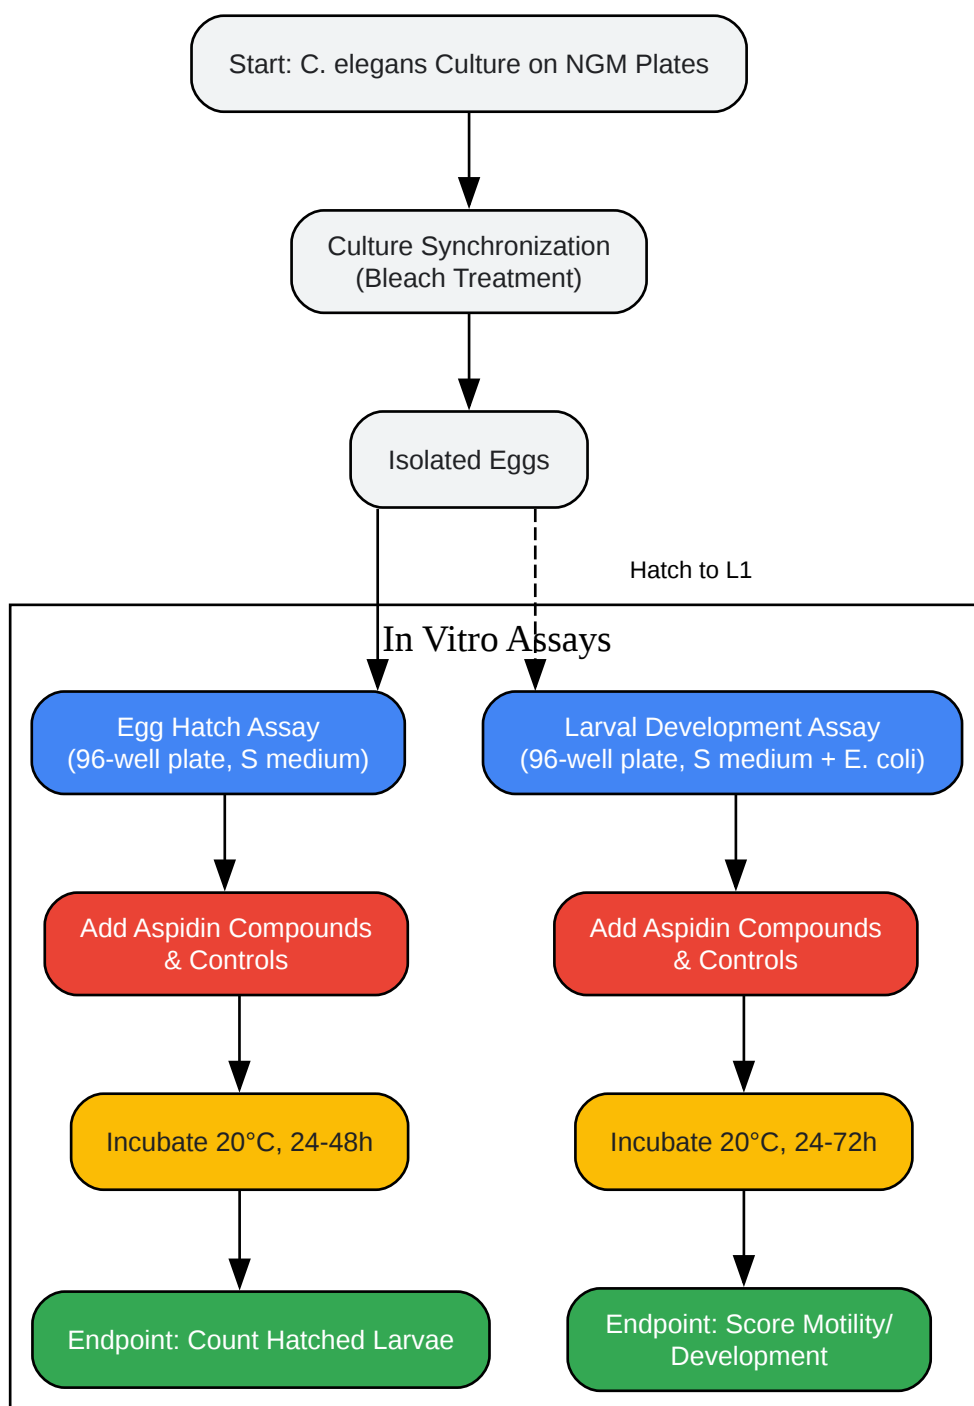 Start: C. elegans Culture on NGM Plates
Culture Synchronization
(Bleach Treatment)
Isolated Eggs
Hatch to L1
In Vitro Assays
Egg Hatch Assay
(96-well plate, S medium)
Larval Development Assay
(96-well plate, S medium + E. coli)
Add Aspidin Compounds
& Controls
Add Aspidin Compounds
& Controls
Incubate 20°C, 24-48h
Incubate 20°C, 24-72h
Endpoint: Count Hatched Larvae
Endpoint: Score Motility/
Development